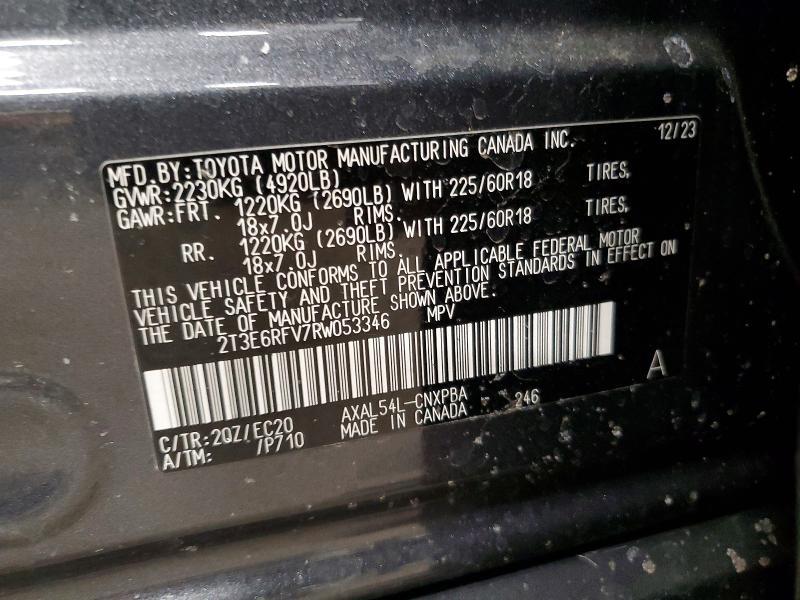 12/23
MFD.BY:TOYOTA MOTOR MANUFACTURING CANADA INC.
GVWR:2230KG (4920LB)
GAWR:FRT. 1220KG (2690LB) WITH 225/60R18 TIRES,
18x7.0J RIMS.
RR. 1220KG (2690LB) WITH 225/60R18 TIRES,
18x7.0J RIMS.
THIS VEHICLE CONFORMS TO ALL APPLICABLE FEDERAL MOTOR
VEHICLE SAFETY AND THEFT PREVENTION STANDARDS IN EFFECT ON
THE DATE OF MANUFACTURE SHOWN ABOVE.
2T3E6RFV7RW053346 MPV
A
C/TR:2QZ/EC20 AXAL54L-CNXPBA 246
A/TM: /P710 MADE IN CANADA